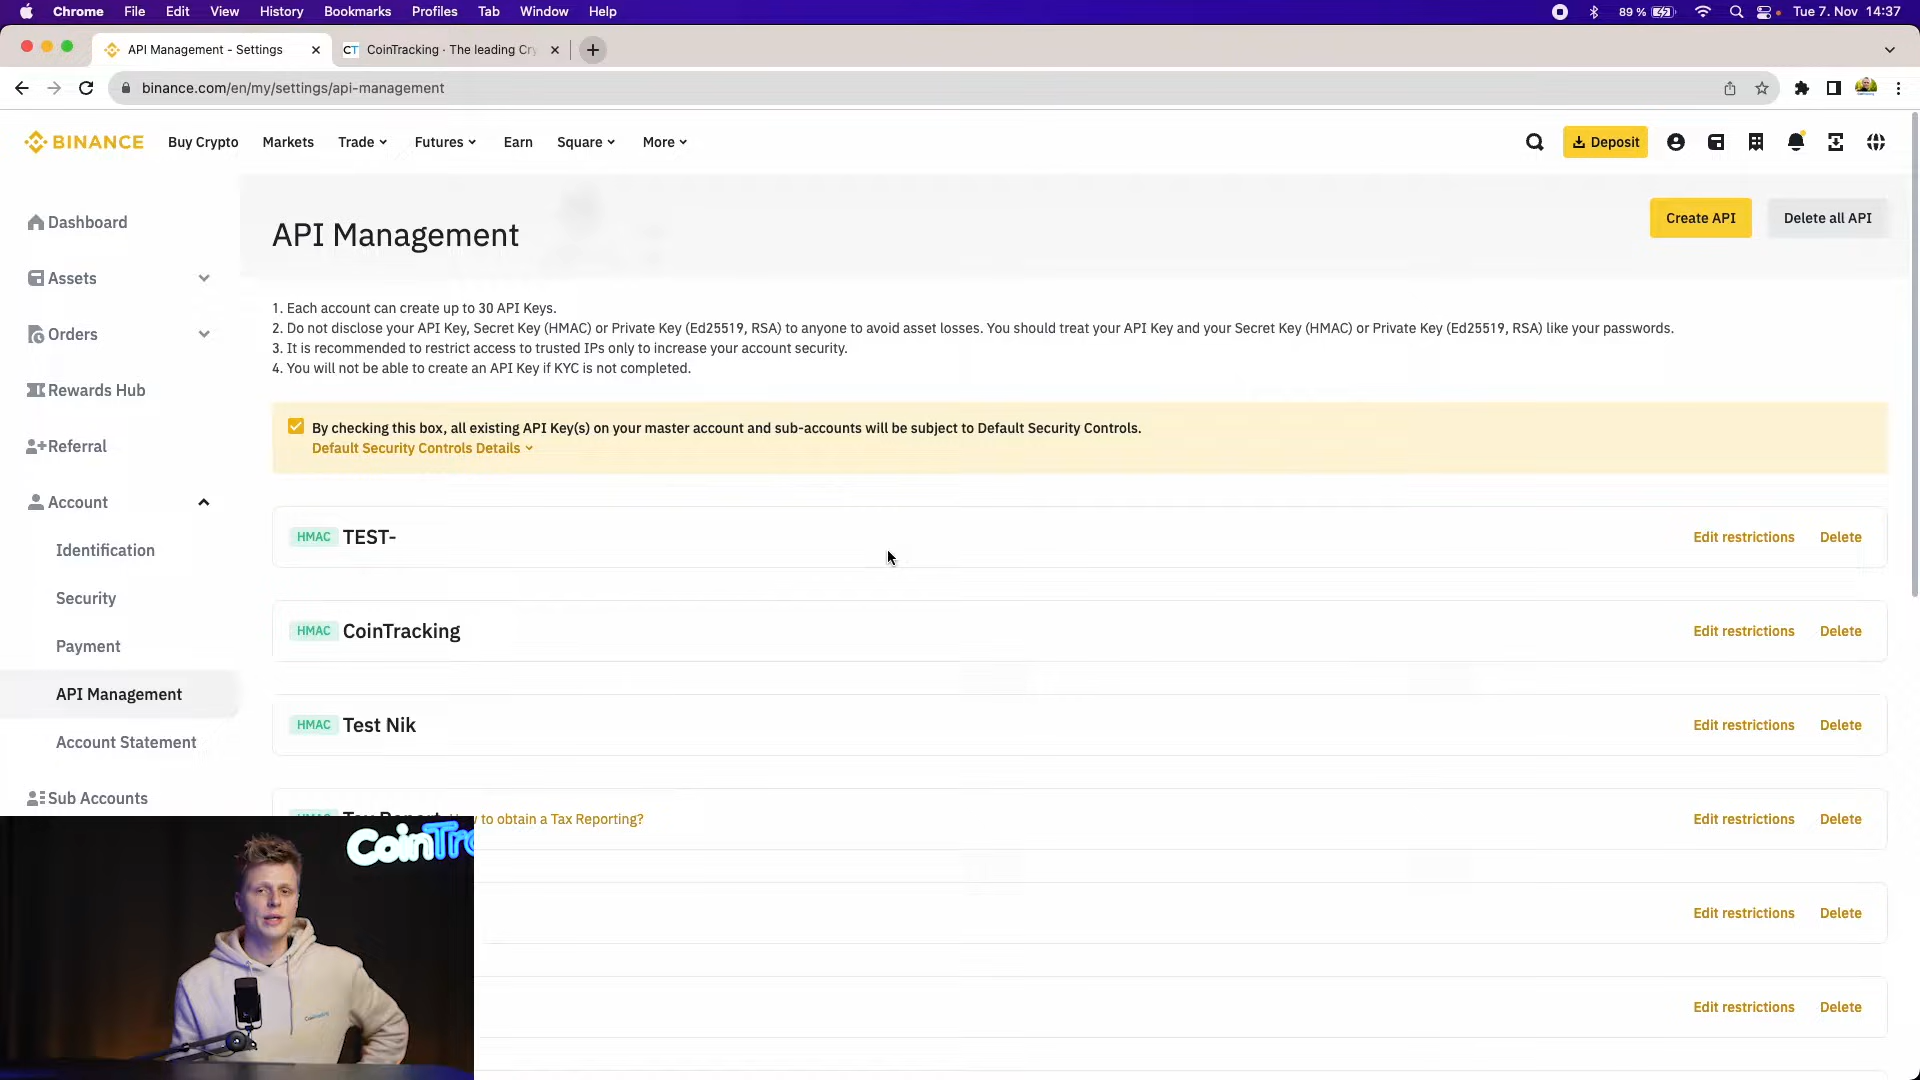 Chrome File Edit View History Bookmarks Profiles Tab Window Help 89 % Tue 7. Nov 14:37
API Management - Settings CT CoinTracking · The leading Cry
binance.com/en/my/settings/api-management
BINANCE Buy Crypto Markets Trade Futures Earn Square More Deposit
Dashboard
Assets
Orders
Rewards Hub
Referral
Account
Identification
Security
Payment
API Management
Account Statement
Sub Accounts
API Management
Create API Delete all API
1. Each account can create up to 30 API Keys.
2. Do not disclose your API Key, Secret Key (HMAC) or Private Key (Ed25519, RSA) to anyone to avoid asset losses. You should treat your API Key and your Secret Key (HMAC) or Private Key (Ed25519, RSA) like your passwords.
3. It is recommended to restrict access to trusted IPs only to increase your account security.
4. You will not be able to create an API Key if KYC is not completed.
By checking this box, all existing API Key(s) on your master account and sub-accounts will be subject to Default Security Controls.
Default Security Controls Details
HMAC TEST- Edit restrictions Delete
HMAC CoinTracking Edit restrictions Delete
HMAC Test Nik Edit restrictions Delete
to obtain a Tax Reporting? Edit restrictions Delete
Edit restrictions Delete
Edit restrictions Delete
CoinTra